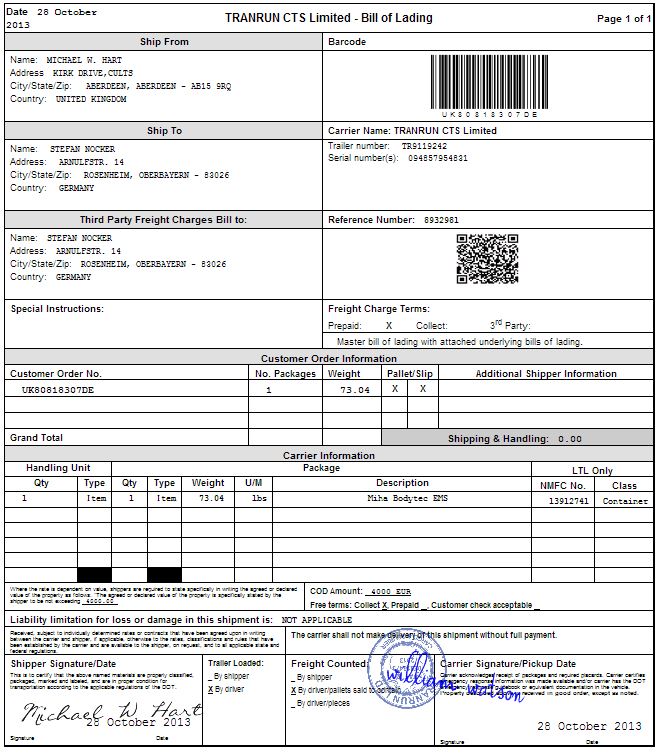 Date 28 October
2013
TRANRUN CTS Limited - Bill of Lading
Page 1 of 1
Ship From
Barcode
Name: MICHAEL W. HART
Address KIRK DRIVE,CULTS
City/State/Zip: ABERDEEN, ABERDEEN - AB15 9RQ
Country: UNITED KINGDOM
UK80818307DE
Ship To
Carrier Name: TRANRUN CTS Limited
Name: STEFAN NOCKER
Address: ARNULFSTR. 14
City/State/Zip: ROSENHEIM, OBERBAYERN - 83026
Country: GERMANY
Trailer number: TR9119242
Serial number(s): 094857954831
Third Party Freight Charges Bill to:
Reference Number: 8932981
Name: STEFAN NOCKER
Address: ARNULFSTR. 14
City/State/Zip: ROSENHEIM, OBERBAYERN - 83026
Country: GERMANY
Special Instructions:
Freight Charge Terms:
Prepaid: X Collect: 3rd Party:
Master bill of lading with attached underlying bills of lading.
Customer Order Information
Customer Order No. No. Packages Weight Pallet/Slip Additional Shipper Information
UK80818307DE 1 73.04 X X
Grand Total
Shipping & Handling: 0.00
Carrier Information
Handling Unit Package LTL Only
Qty Type Qty Type Weight U/M Description NMFC No. Class
1 Item 1 Item 73.04 lbs Miha Bodytec EMS 13912741 Container
Where the rate is dependent on value, shippers are required to state specifically in writing the agreed or declared
value of the property as follows: "The agreed or declared value of the property is specifically stated by the
shipper to be not exceeding 4000.00
COD Amount: 4000 EUR
Free terms: Collect X, Prepaid _, Customer check acceptable _
Liability limitation for loss or damage in this shipment is: NOT APPLICABLE
Received, subject to individually determined rates or contracts that have been agreed upon in writing
between the carrier and shipper, if applicable, otherwise to the rates, classifications and rules that have
been established by the carrier and are available to the shipper, on request, and to all applicable state and
federal regulations.
The carrier shall not make delivery of this shipment without full payment.
Shipper Signature/Date
This is to certify that the above named materials are properly classified,
packaged, marked and labeled, and are in proper condition for
transportation according to the applicable regulations of the DOT.
Michael W Hart
28 October 2013
Signature Date
Trailer Loaded:
_ By shipper
X By driver
Freight Counted:
_ By shipper
X By driver/pallets said to contain
_ By driver/pieces
TRANRUN
william watson
Carrier Signature/Pickup Date
Carrier acknowledges receipt of packages and required placards. Carrier certifies
emergency response information was made available and/or carrier has the DOT
guidebook or equivalent documentation in the vehicle.
Property described received in good order, except as noted.
28 October 2013
Signature Date